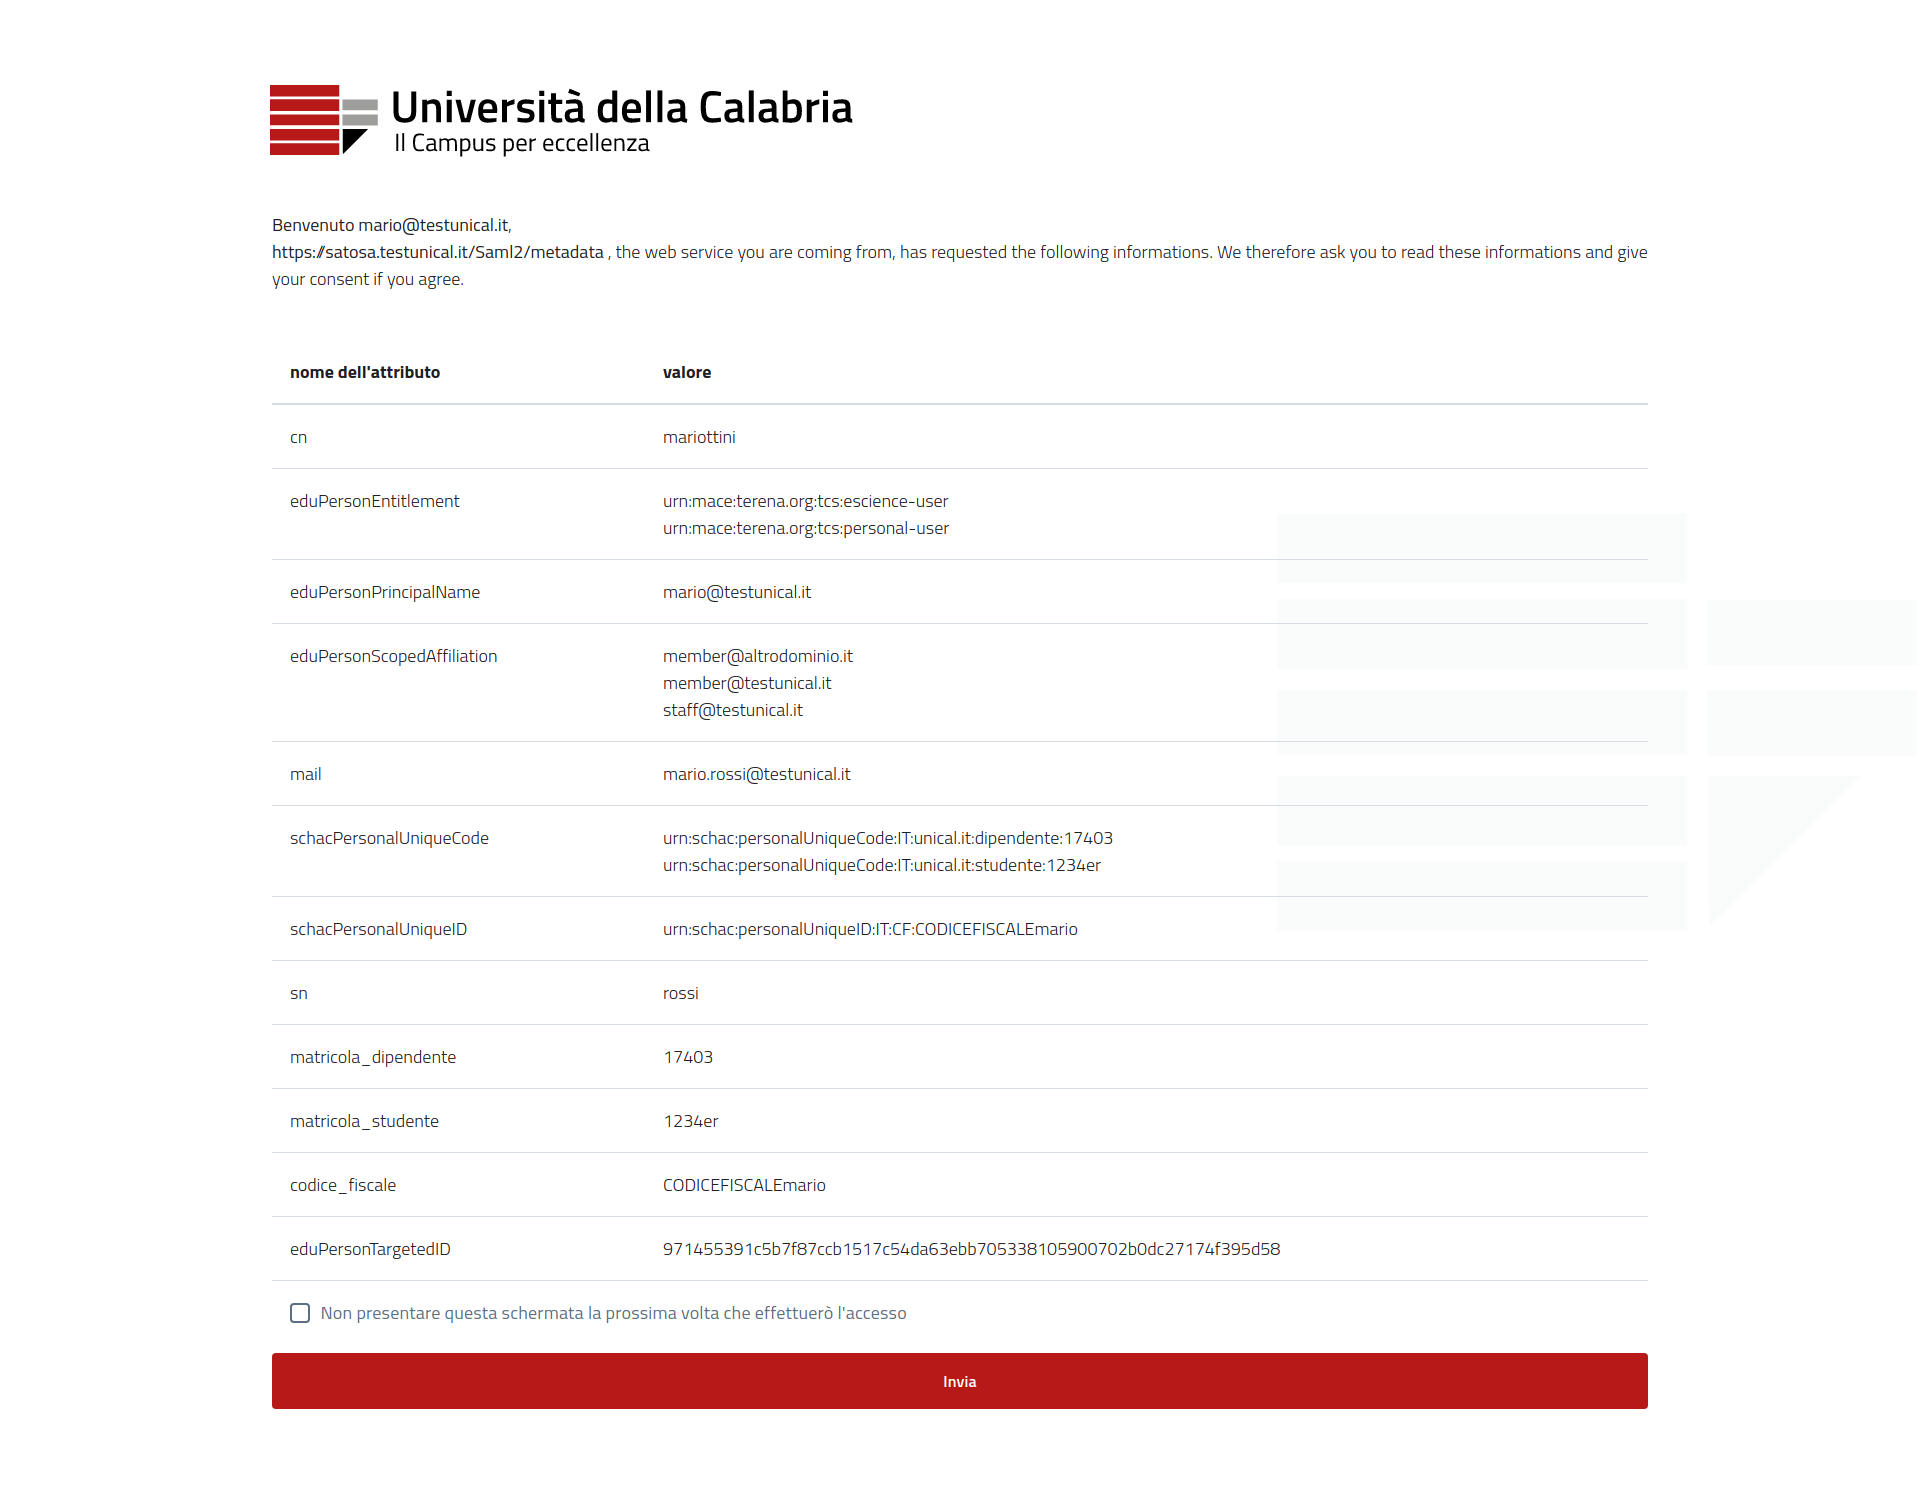 Università della Calabria
Il Campus per eccellenza
Benvenuto mario@testunical.it,
https://satosa.testunical.it/Saml2/metadata , the web service you are coming from, has requested the following informations. We therefore ask you to read these informations and give
your consent if you agree.
nome dell'attributo valore
cn mariottini
eduPersonEntitlement urn:mace:terena.org:tcs:escience-user
urn:mace:terena.org:tcs:personal-user
eduPersonPrincipalName mario@testunical.it
eduPersonScopedAffiliation member@altrodominio.it
member@testunical.it
staff@testunical.it
mail mario.rossi@testunical.it
schacPersonalUniqueCode urn:schac:personalUniqueCode:IT:unical.it:dipendente:17403
urn:schac:personalUniqueCode:IT:unical.it:studente:1234er
schacPersonalUniqueID urn:schac:personalUniqueID:IT:CF:CODICEFISCALEmario
sn rossi
matricola_dipendente 17403
matricola_studente 1234er
codice_fiscale CODICEFISCALEmario
eduPersonTargetedID 971455391c5b7f87ccb1517c54da63ebb705338105900702b0dc27174f395d58
Non presentare questa schermata la prossima volta che effettuerò l'accesso
Invia